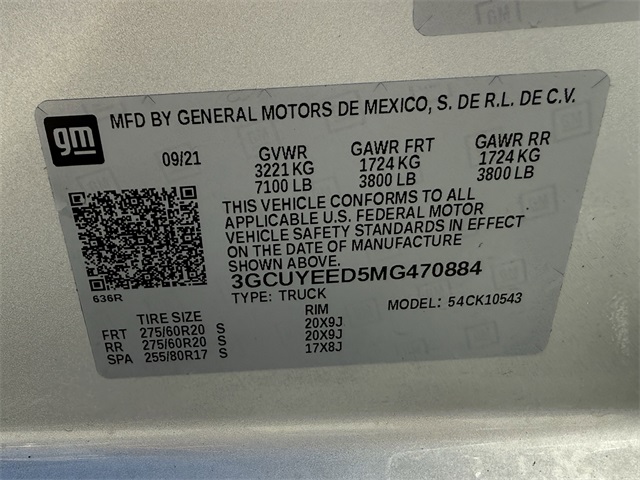 gm
MFD BY GENERAL MOTORS DE MEXICO, S. DE R.L. DE C.V.
09/21 GVWR GAWR FRT GAWR RR
3221 KG 1724 KG 1724 KG
7100 LB 3800 LB 3800 LB
THIS VEHICLE CONFORMS TO ALL
APPLICABLE U.S. FEDERAL MOTOR
VEHICLE SAFETY STANDARDS IN EFFECT
ON THE DATE OF MANUFACTURE
SHOWN ABOVE.
3GCUYEED5MG470884
636R
TYPE: TRUCK MODEL: 54CK10543
TIRE SIZE RIM
FRT 275/60R20 S 20X9J
RR 275/60R20 S 20X9J
SPA 255/80R17 S 17X8J